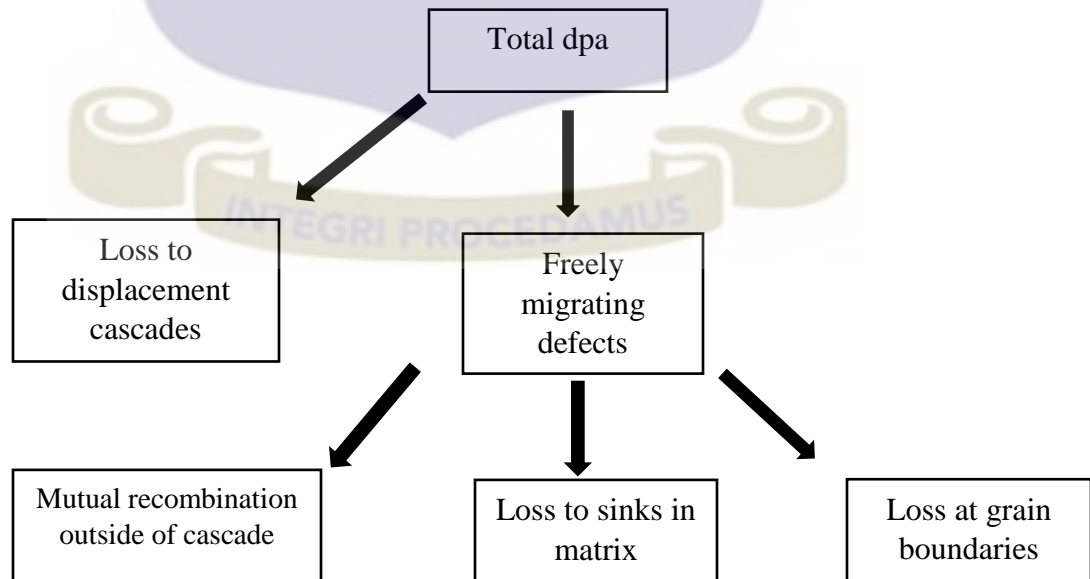 Total dpa
INTEGRI PROCEDAMUS
Loss to
displacement
cascades
Freely
migrating
defects
Mutual recombination
outside of cascade
Loss to sinks in
matrix
Loss at grain
boundaries